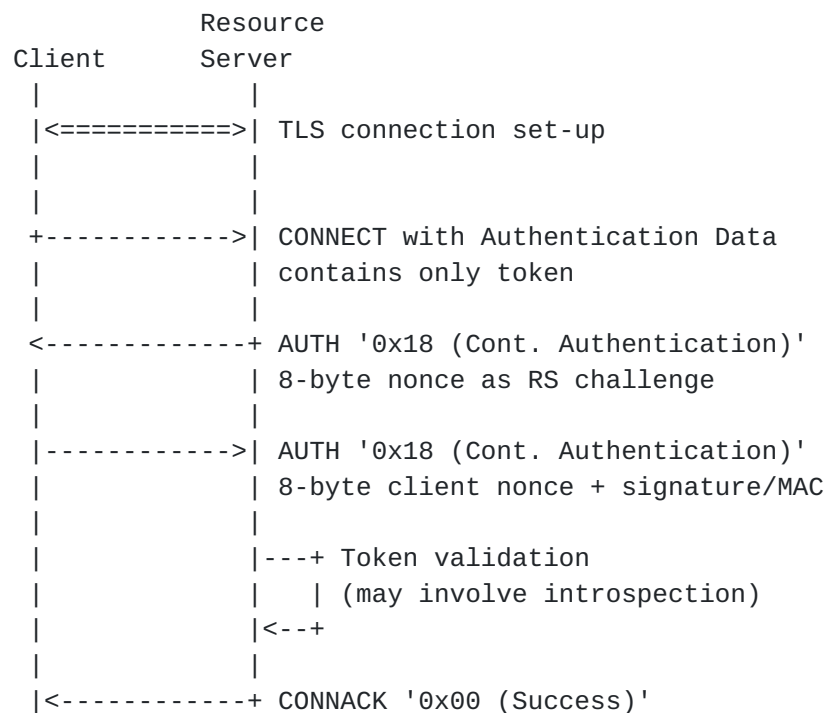 Resource
Client Server
| |
|<===========>| TLS connection set-up
| |
| |
+------------>| CONNECT with Authentication Data
| | contains only token
| |
<-------------+ AUTH '0x18 (Cont. Authentication)'
| | 8-byte nonce as RS challenge
| |
|------------>| AUTH '0x18 (Cont. Authentication)'
| | 8-byte client nonce + signature/MAC
| |
| |---+ Token validation
| | | (may involve introspection)
| |<--+
| |
|<------------+ CONNACK '0x00 (Success)'